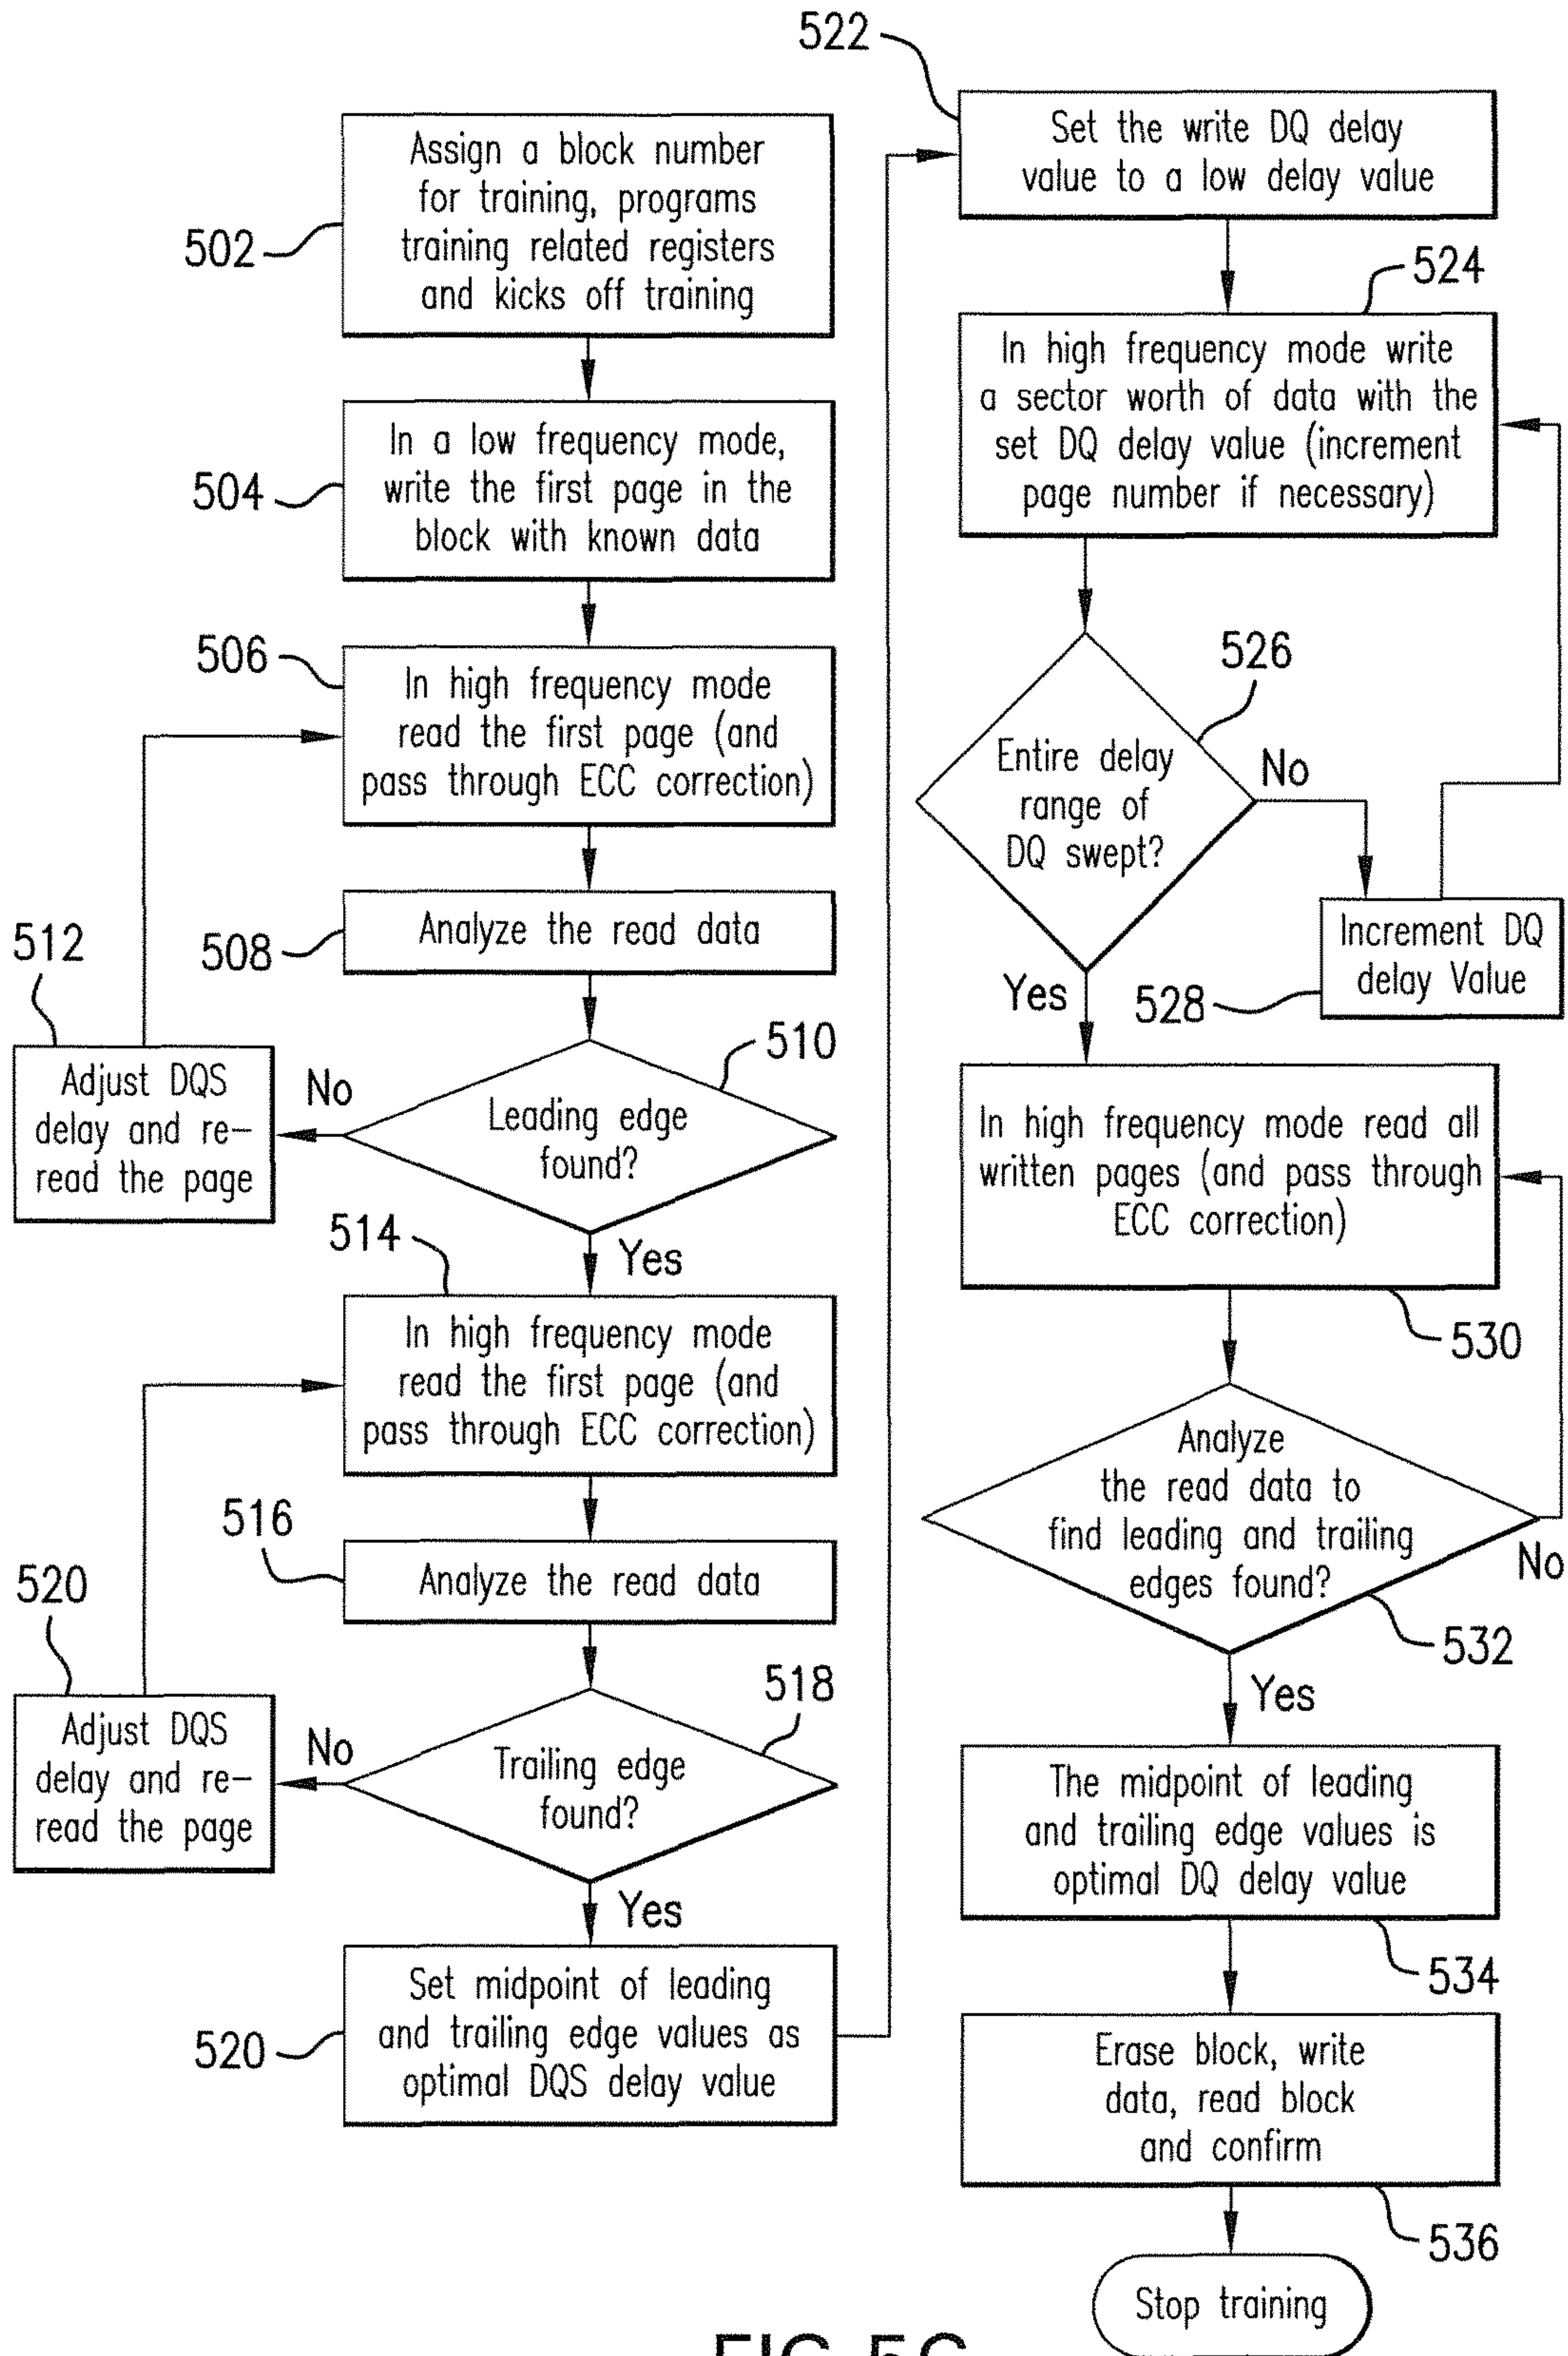 502
Assign a block number
for training, programs
training related registers
and kicks off training
504
In a low frequency mode,
write the first page in the
block with known data
506
In high frequency mode
read the first page (and
pass through ECC correction)
508
Analyze the read data
510
Leading edge
found?
No
512
Adjust DQS
delay and re-
read the page
Yes
514
In high frequency mode
read the first page (and
pass through ECC correction)
516
Analyze the read data
518
Trailing edge
found?
No
520
Adjust DQS
delay and re-
read the page
Yes
520
Set midpoint of leading
and trailing edge values as
optimal DQS delay value
522
Set the write DQ delay
value to a low delay value
524
In high frequency mode write
a sector worth of data with the
set DQ delay value (increment
page number if necessary)
526
Entire delay
range of
DQ swept?
No
528
Increment DQ
delay Value
Yes
In high frequency mode read all
written pages (and pass through
ECC correction)
530
Analyze
the read data to
find leading and trailing
edges found?
No
532
Yes
The midpoint of leading
and trailing edge values is
optimal DQ delay value
534
Erase block, write
data, read block
and confirm
536
Stop training